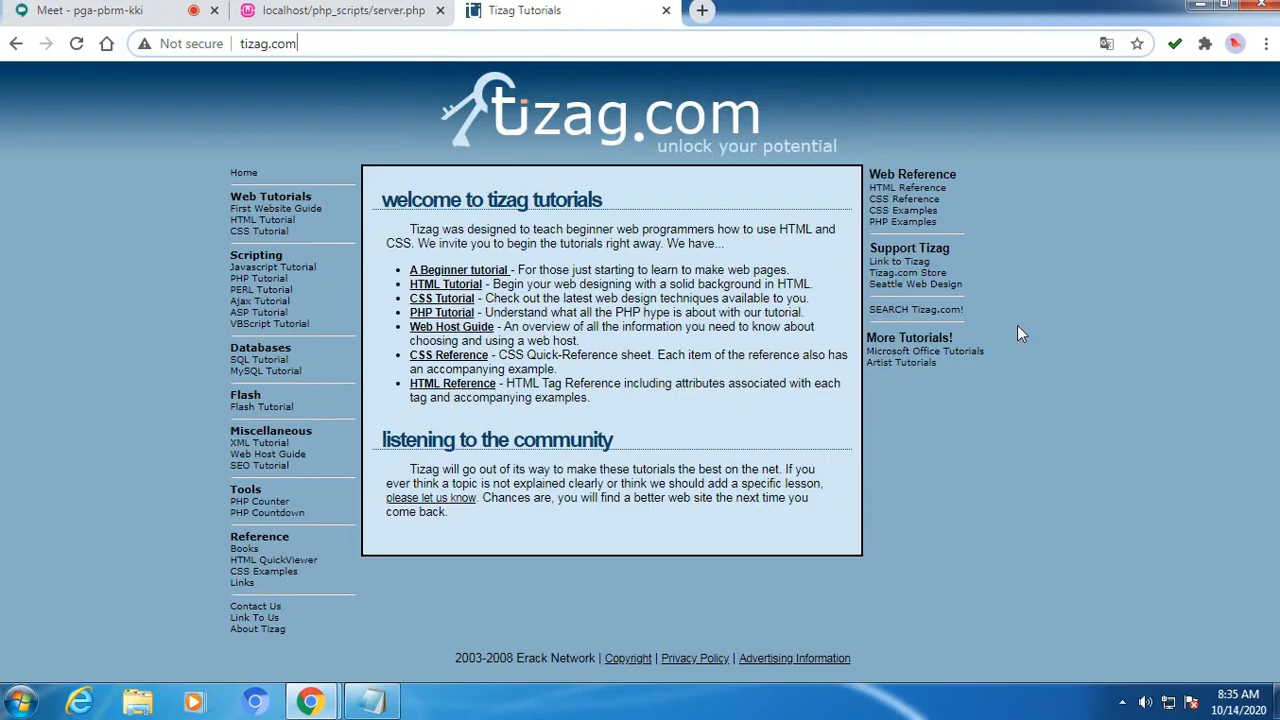 Meet - pga-pbrm-kki
localhost/php_scripts/server.php
Tizag Tutorials
Not secure
tizag.com
tizag.com
unlock your potential
Home
Web Tutorials
First Website Guide
HTML Tutorial
CSS Tutorial
Scripting
Javascript Tutorial
PHP Tutorial
PERL Tutorial
Ajax Tutorial
ASP Tutorial
VBScript Tutorial
Databases
SQL Tutorial
MySQL Tutorial
Flash
Flash Tutorial
Miscellaneous
XML Tutorial
Web Host Guide
SEO Tutorial
Tools
PHP Counter
PHP Countdown
Reference
Books
HTML QuickViewer
CSS Examples
Links
Contact Us
Link To Us
About Tizag
welcome to tizag tutorials
Tizag was designed to teach beginner web programmers how to use HTML and
CSS. We invite you to begin the tutorials right away. We have...
• A Beginner tutorial - For those just starting to learn to make web pages.
• HTML Tutorial - Begin your web designing with a solid background in HTML.
• CSS Tutorial - Check out the latest web design techniques available to you.
• PHP Tutorial - Understand what all the PHP hype is about with our tutorial.
• Web Host Guide - An overview of all the information you need to know about
choosing and using a web host.
• CSS Reference - CSS Quick-Reference sheet. Each item of the reference also has
an accompanying example.
• HTML Reference - HTML Tag Reference including attributes associated with each
tag and accompanying examples.
listening to the community
Tizag will go out of its way to make these tutorials the best on the net. If you
ever think a topic is not explained clearly or think we should add a specific lesson,
please let us know. Chances are, you will find a better web site the next time you
come back.
Web Reference
HTML Reference
CSS Reference
CSS Examples
PHP Examples
Support Tizag
Link to Tizag
Tizag.com Store
Seattle Web Design
SEARCH Tizag.com!
More Tutorials!
Microsoft Office Tutorials
Artist Tutorials
2003-2008 Erack Network | Copyright | Privacy Policy | Advertising Information
8:35 AM
10/14/2020